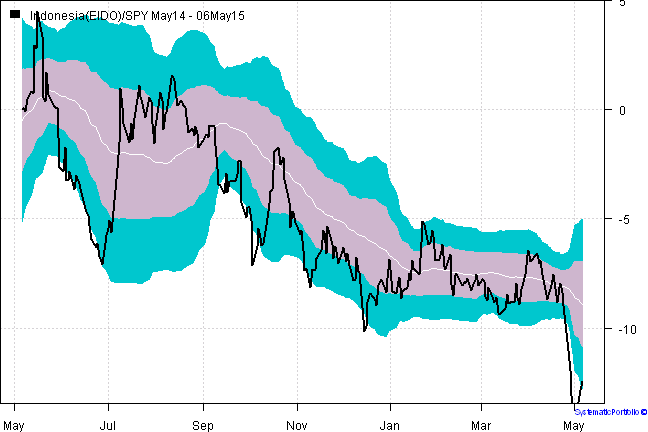 Indonesia(EIDO)/SPY May14 - 06May15
5
0
-5
-10
SystematicPortfolio ©
May Jul Sep Nov Jan Mar May